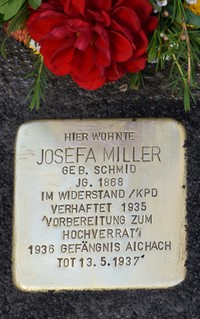 HIER WOHNTE
JOSEFA MILLER
GEB. SCHMID
JG. 1868
IM WIDERSTAND / KPD
VERHAFTET 1935
'VORBEREITUNG ZUM
HOCHVERRAT'
1936 GEFÄNGNIS AICHACH
TOT 13.5.1937